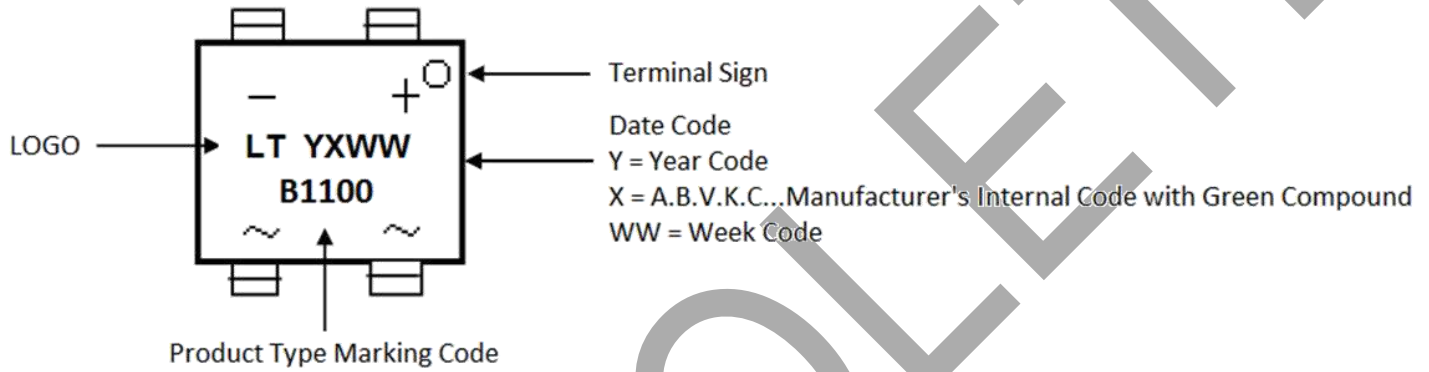 − +
Terminal Sign
LOGO
LT YXWW
B1100
~ ~
Date Code
Y = Year Code
X = A.B.V.K.C...Manufacturer's Internal Code with Green Compound
WW = Week Code
Product Type Marking Code